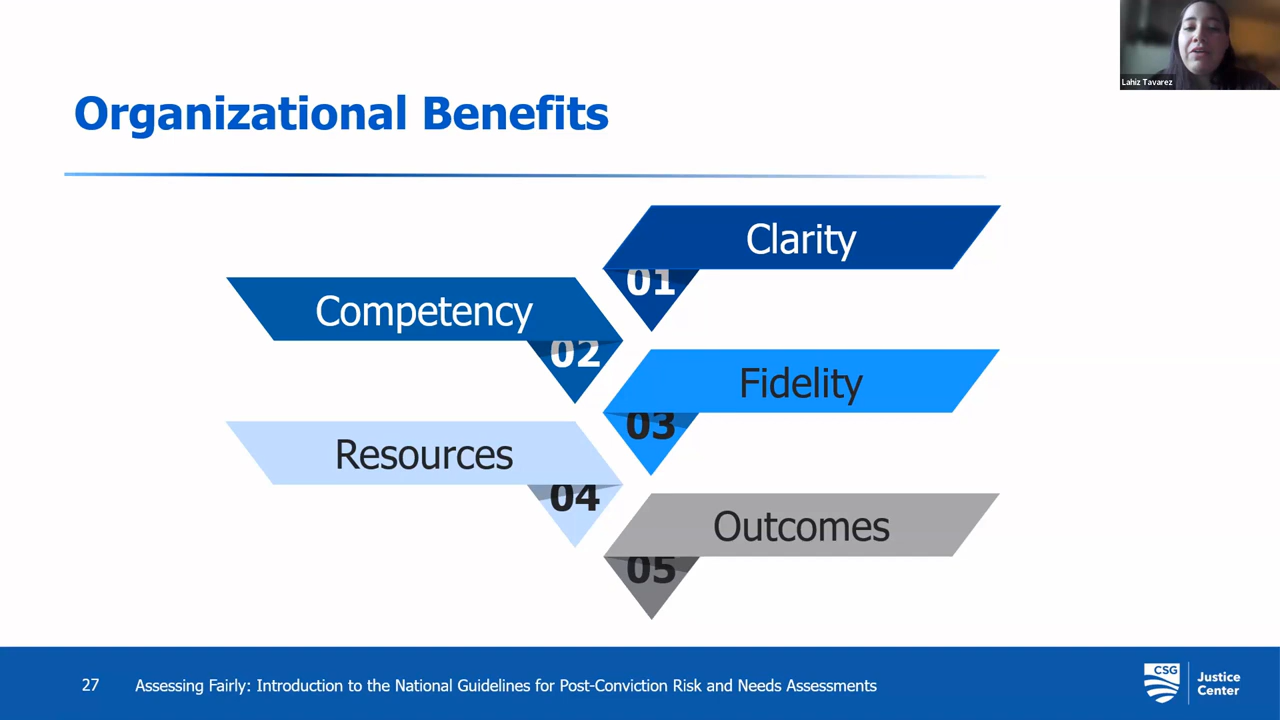 Lahiz Tavarez
Organizational Benefits
Clarity
01
Competency
02
Fidelity
03
Resources
04
Outcomes
05
27
Assessing Fairly: Introduction to the National Guidelines for Post-Conviction Risk and Needs Assessments
CSG
Justice
Center